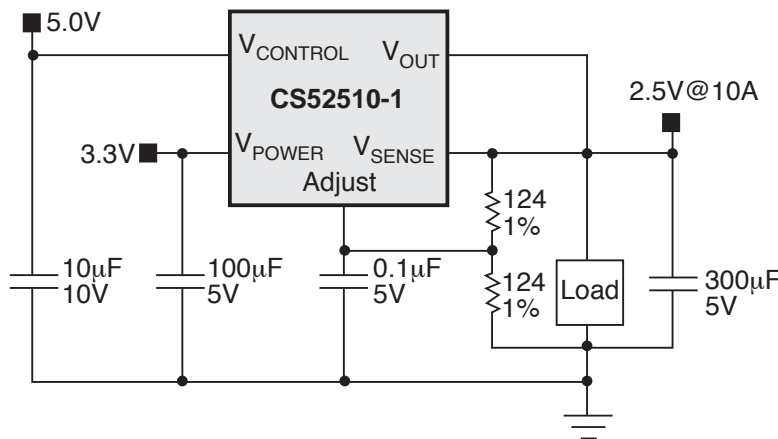 5.0V
VCONTROL
VOUT
CS52510-1
2.5V@10A
3.3V
VPOWER
VSENSE
Adjust
124
1%
10μF
10V
100μF
5V
0.1μF
5V
124
1%
Load
300μF
5V